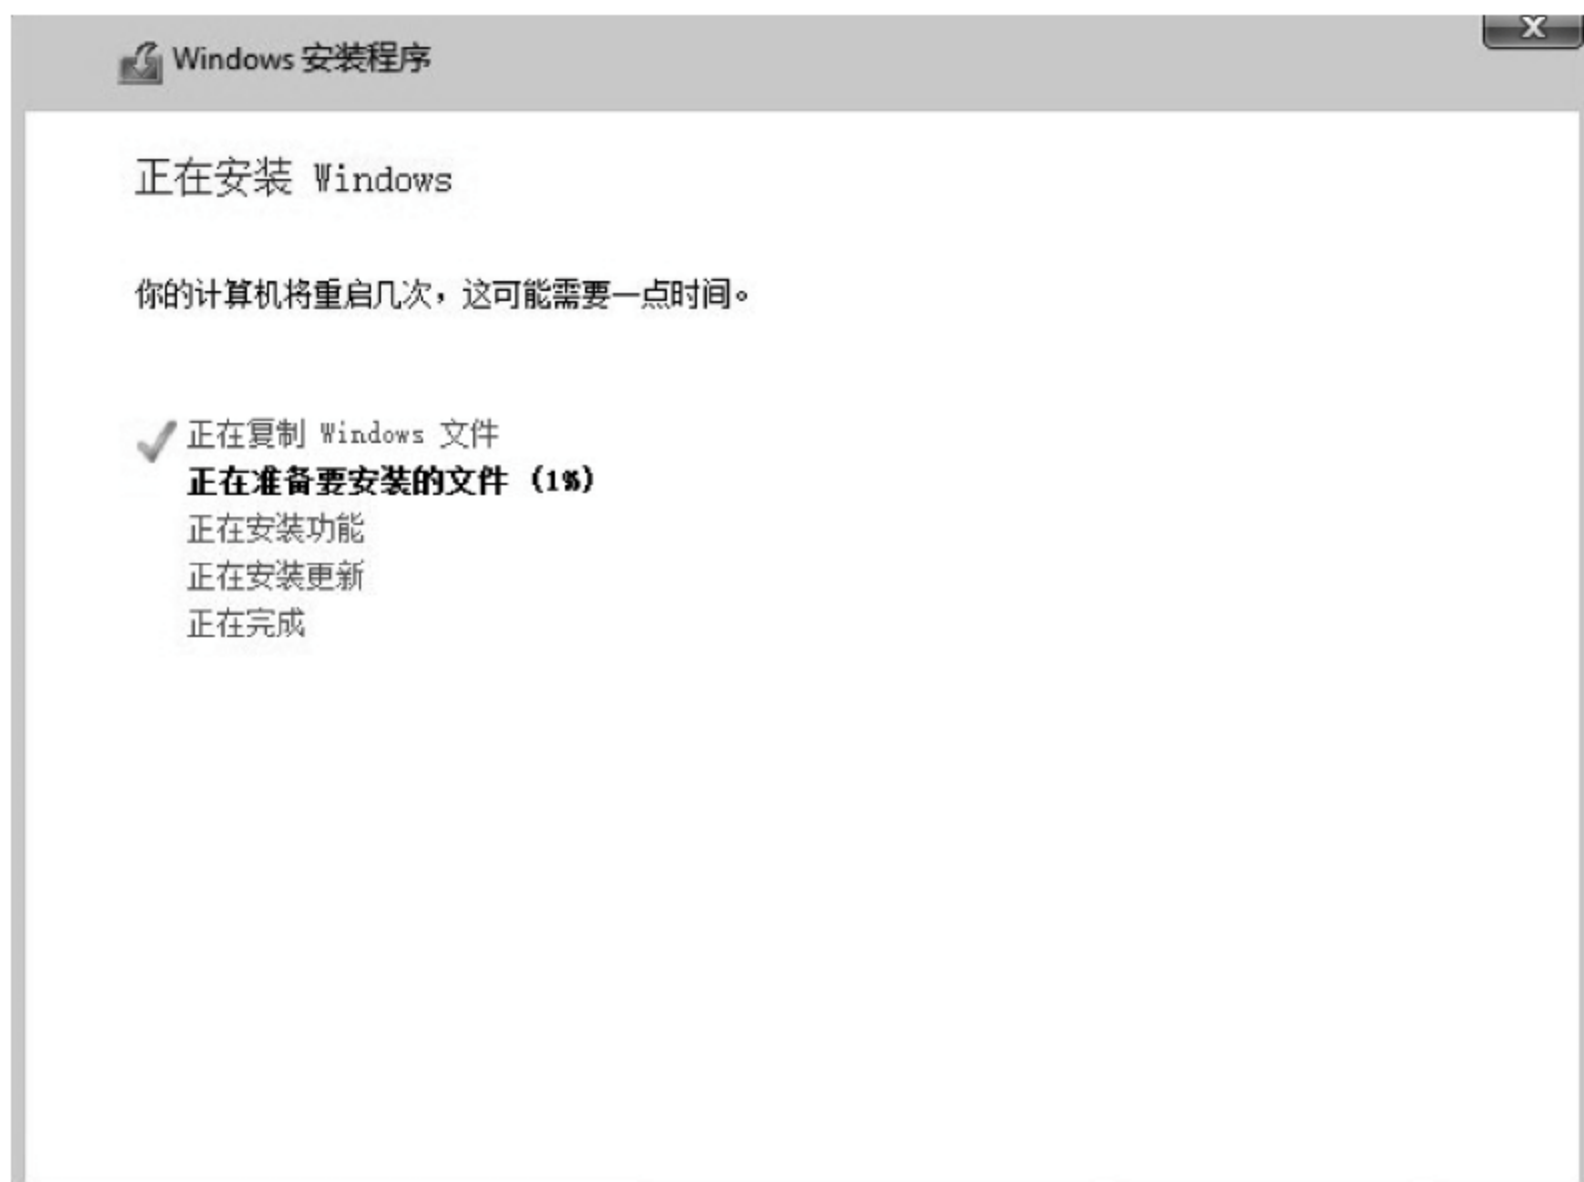 Windows 安装程序
正在安装 Windows
你的计算机将重启几次，这可能需要一点时间。
正在复制 Windows 文件
正在准备要安装的文件 (1%)
正在安装功能
正在安装更新
正在完成